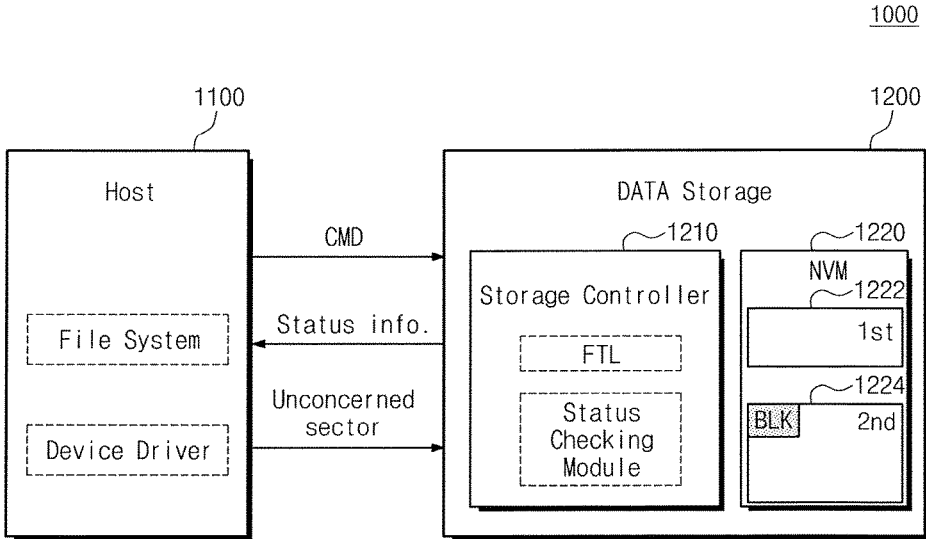 1000
1100
1200
Host
DATA Storage
CMD
1210
1220
NVM
Storage Controller
1222
Status info.
File System
FTL
1st
Unconcerned
sector
1224
Status
Checking
Module
BLK
2nd
Device Driver